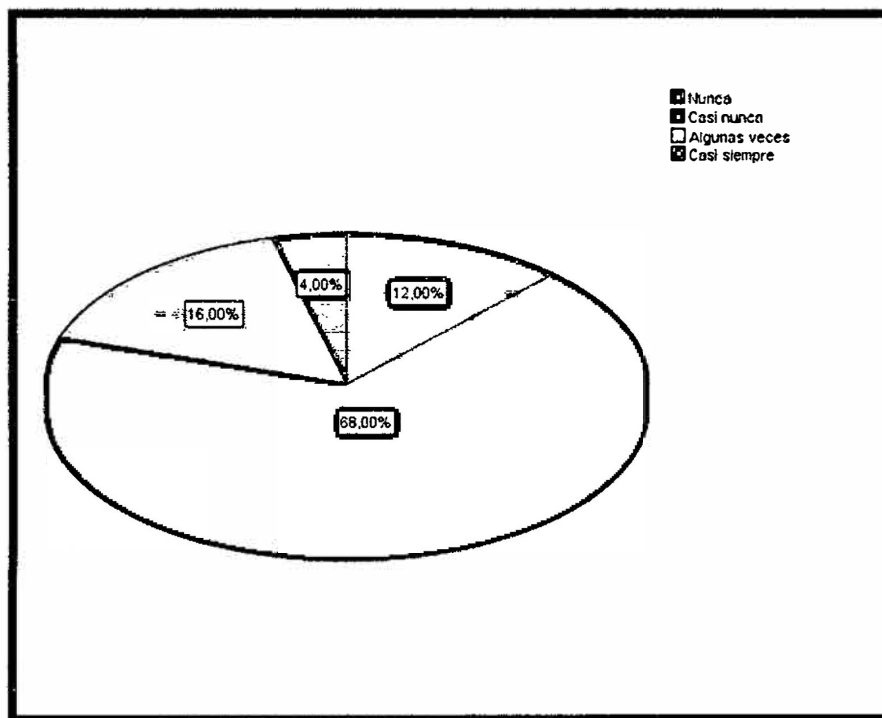 Nunca
Casi nunca
Algunas veces
Casi siempre
4,00%
12,00%
16,00%
68,00%